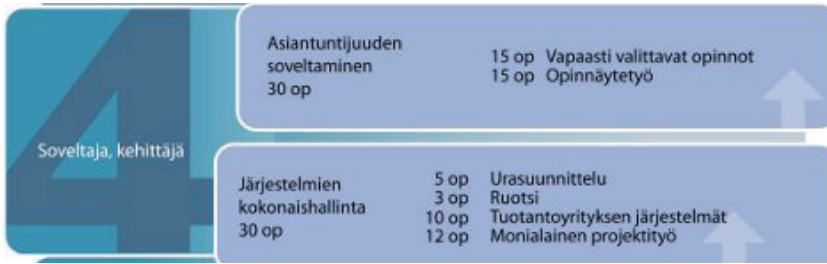 4
Soveltaja, kehittäjä
Asiantuntijuuden
soveltaminen
30 op
15 op Vapaasti valittavat opinnot
15 op Opinnäytetyö
Järjestelmien
kokonaishallinta
30 op
5 op Urasuunnittelu
3 op Ruotsi
10 op Tuotantoyrityksen järjestelmät
12 op Monialainen projektityö